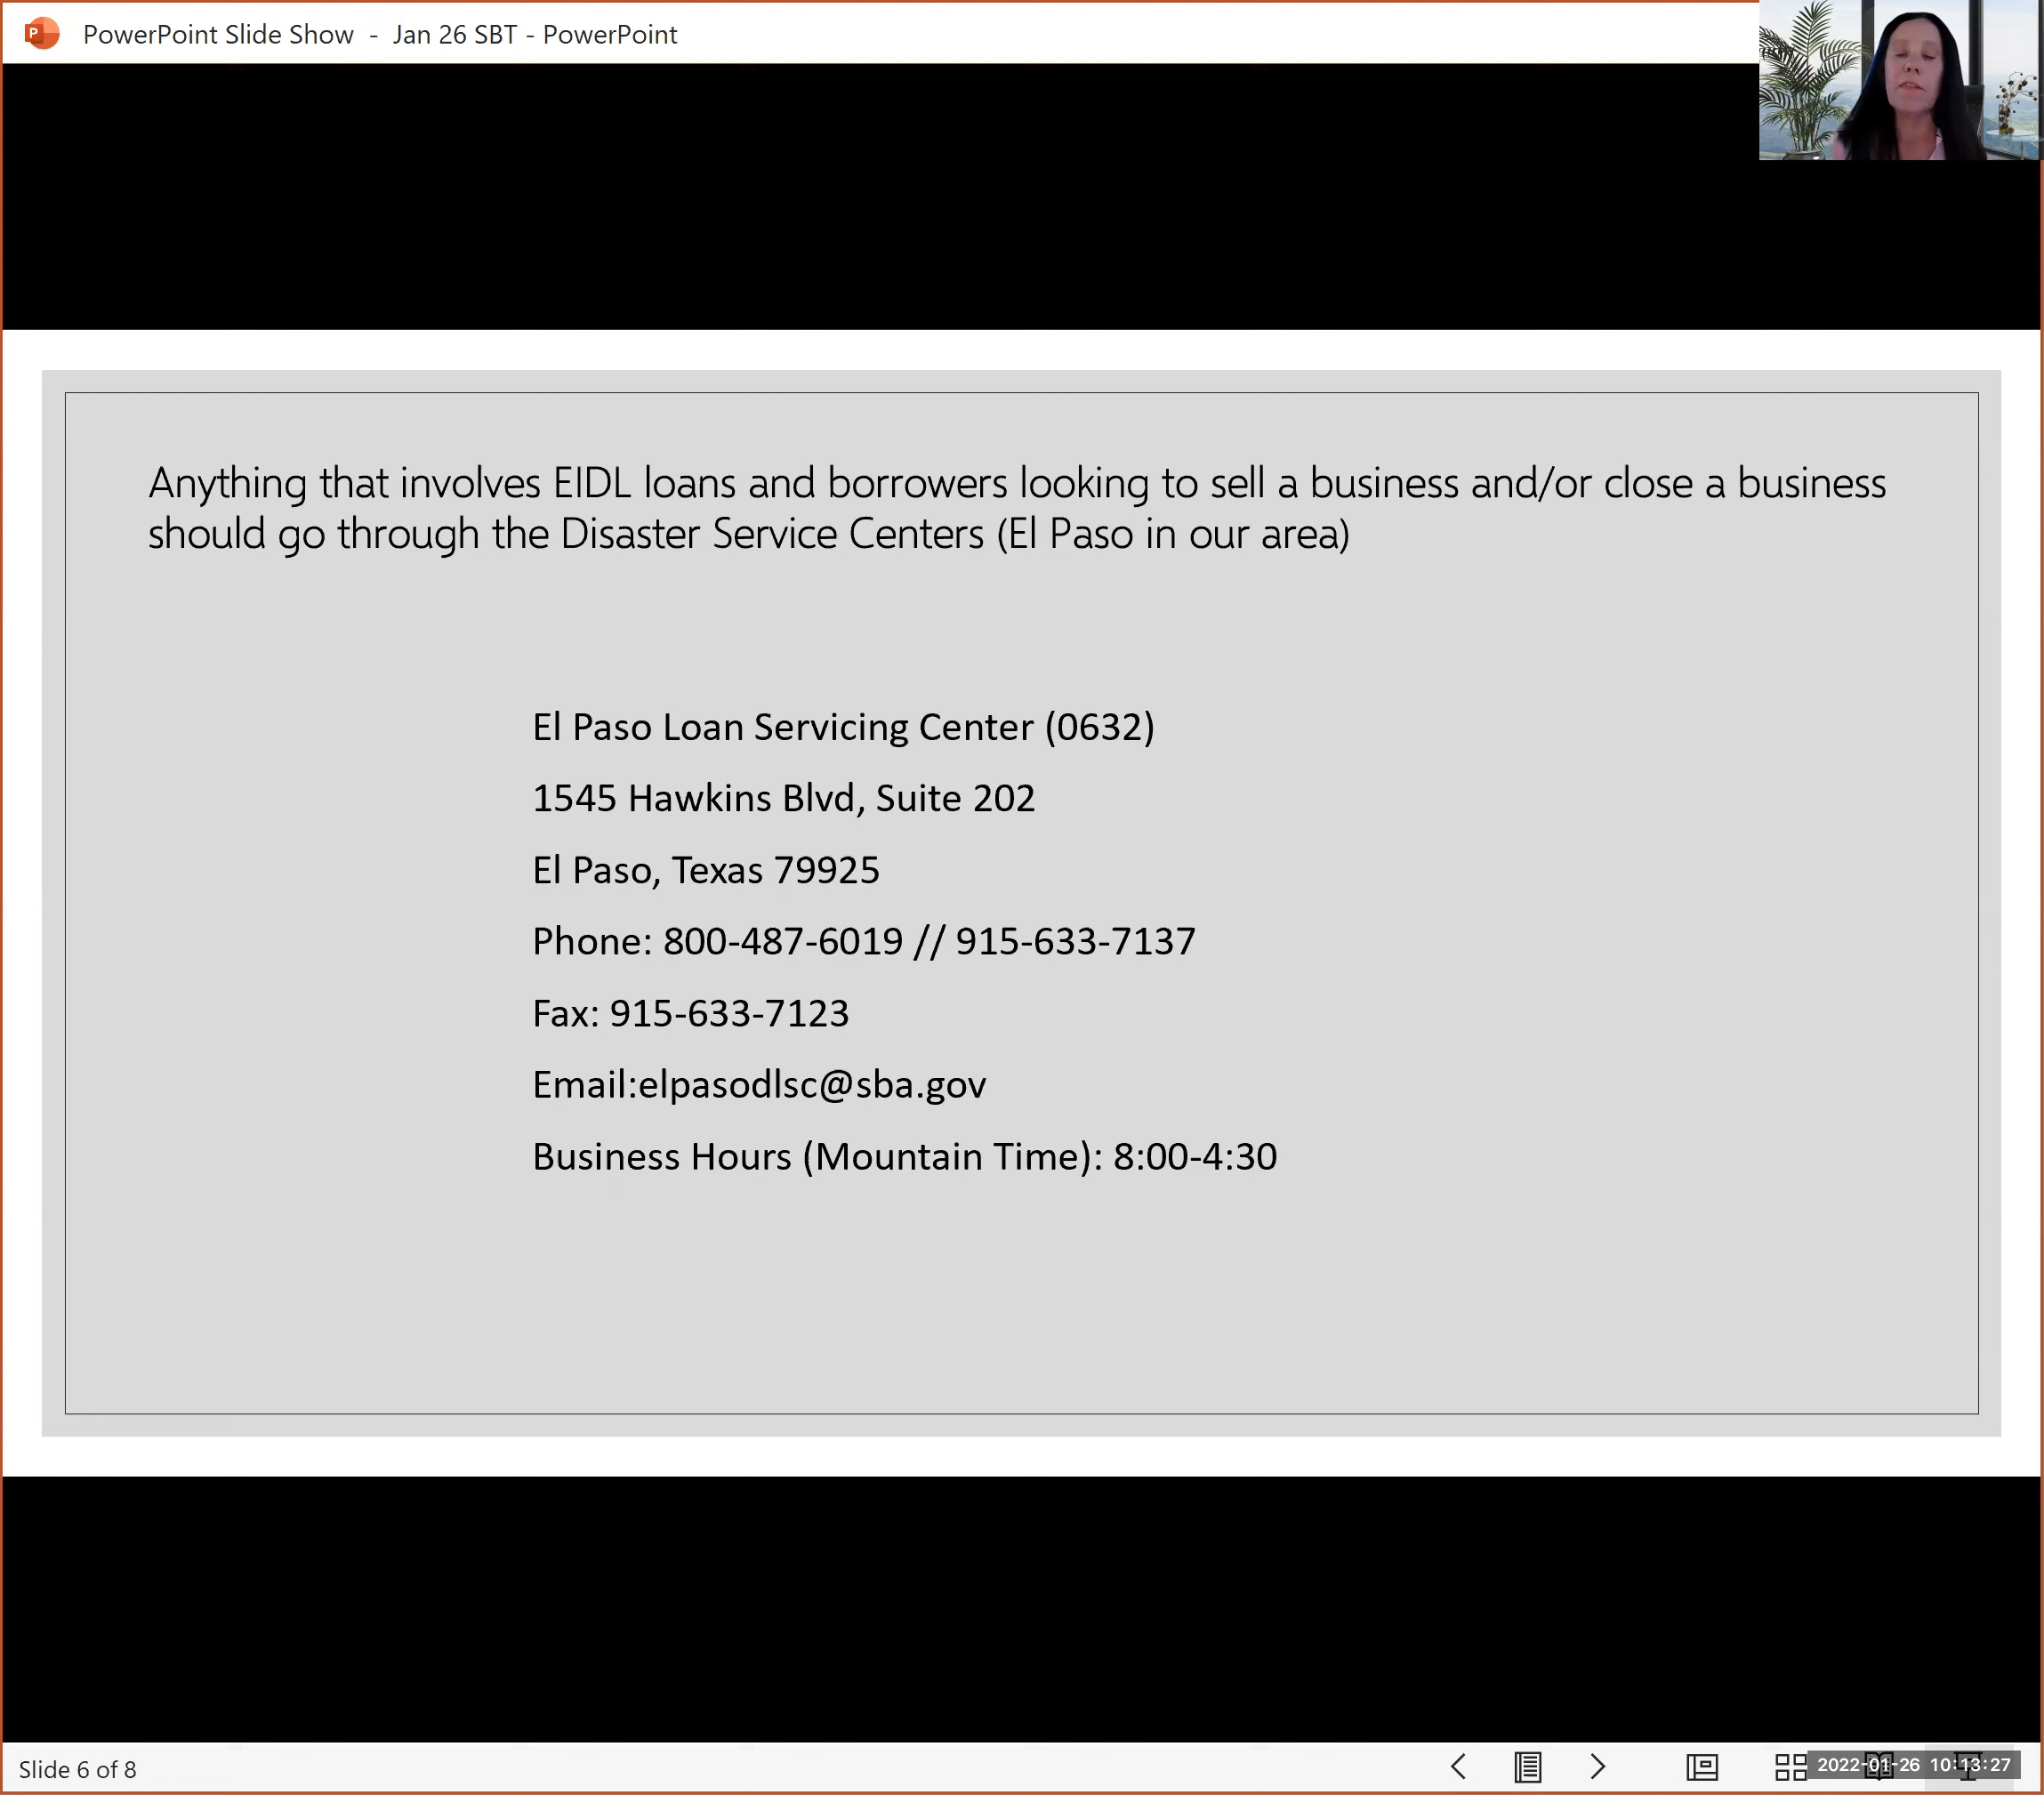 P PowerPoint Slide Show - Jan 26 SBT - PowerPoint
Anything that involves EIDL loans and borrowers looking to sell a business and/or close a business
should go through the Disaster Service Centers (El Paso in our area)
El Paso Loan Servicing Center (0632)
1545 Hawkins Blvd, Suite 202
El Paso, Texas 79925
Phone: 800-487-6019 // 915-633-7137
Fax: 915-633-7123
Email:elpasodlsc@sba.gov
Business Hours (Mountain Time): 8:00-4:30
Slide 6 of 8
2022-01-26 10:13:27